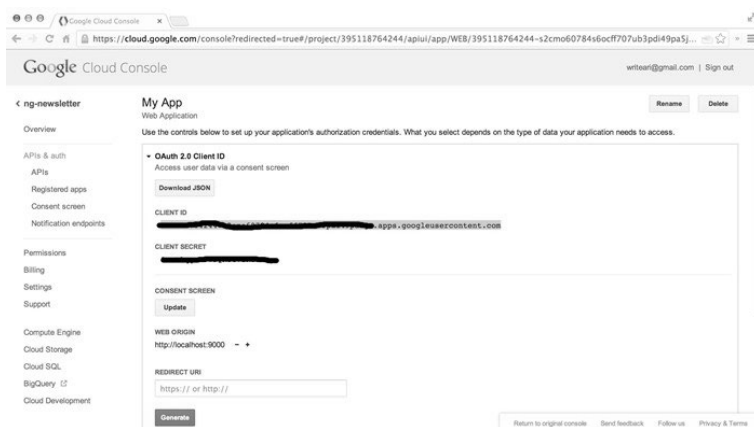 Google Cloud Console
https://cloud.google.com/console?redirected=true#/project/395118764244/apiui/app/WEB/395118764244-s2cmo60784s6ocff707ub3pdi49pa5j...
Google Cloud Console
writeari@gmail.com | Sign out
< ng-newsletter
Overview
APIs & auth
APIs
Registered apps
Consent screen
Notification endpoints
Permissions
Billing
Settings
Support
Compute Engine
Cloud Storage
Cloud SQL
BigQuery
Cloud Development
My App
Rename
Delete
Web Application
Use the controls below to set up your application's authorization credentials. What you select depends on the type of data your application needs to access.
OAuth 2.0 Client ID
Access user data via a consent screen
Download JSON
CLIENT ID
.apps.googleusercontent.com
CLIENT SECRET
CONSENT SCREEN
Update
WEB ORIGIN
http://localhost:9000 - +
REDIRECT URI
https:// or http://
Generate
Return to original console Send feedback Follow us Privacy & Terms